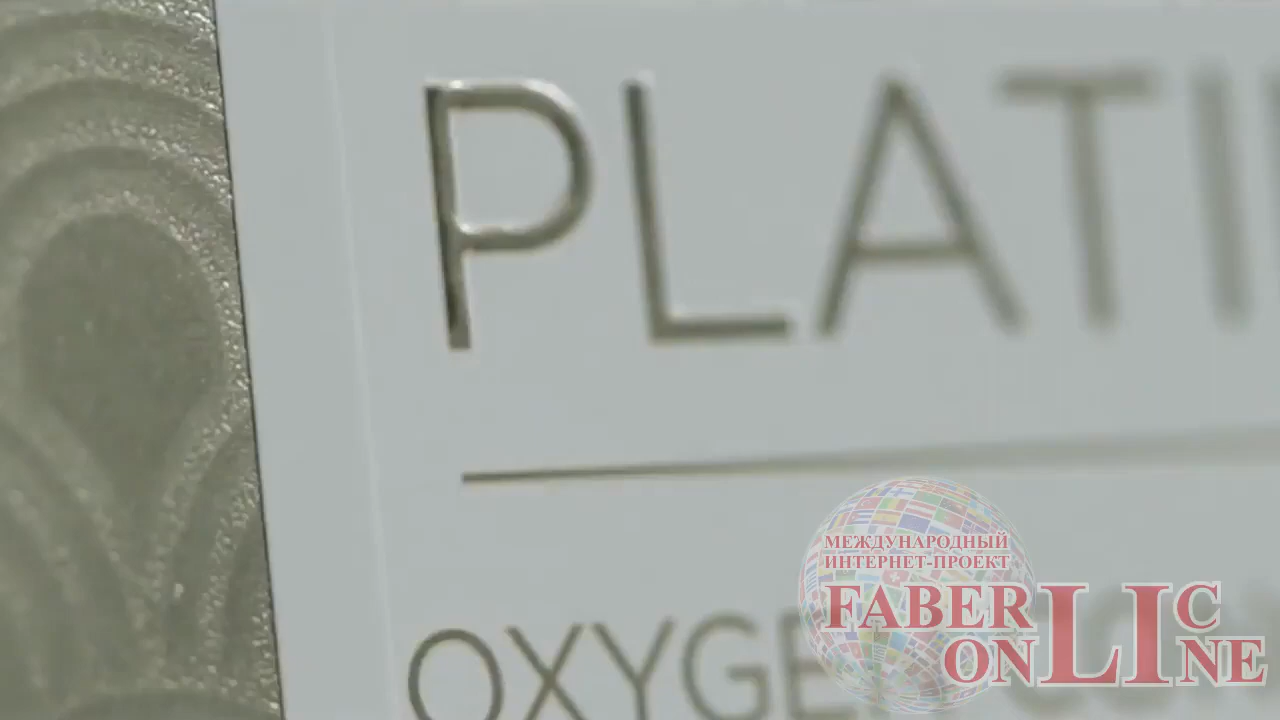 PLATI
OXYGE
МЕЖДУНАРОДНЫЙ
ИНТЕРНЕТ-ПРОЕКТ
FABERLIC
ONLINE